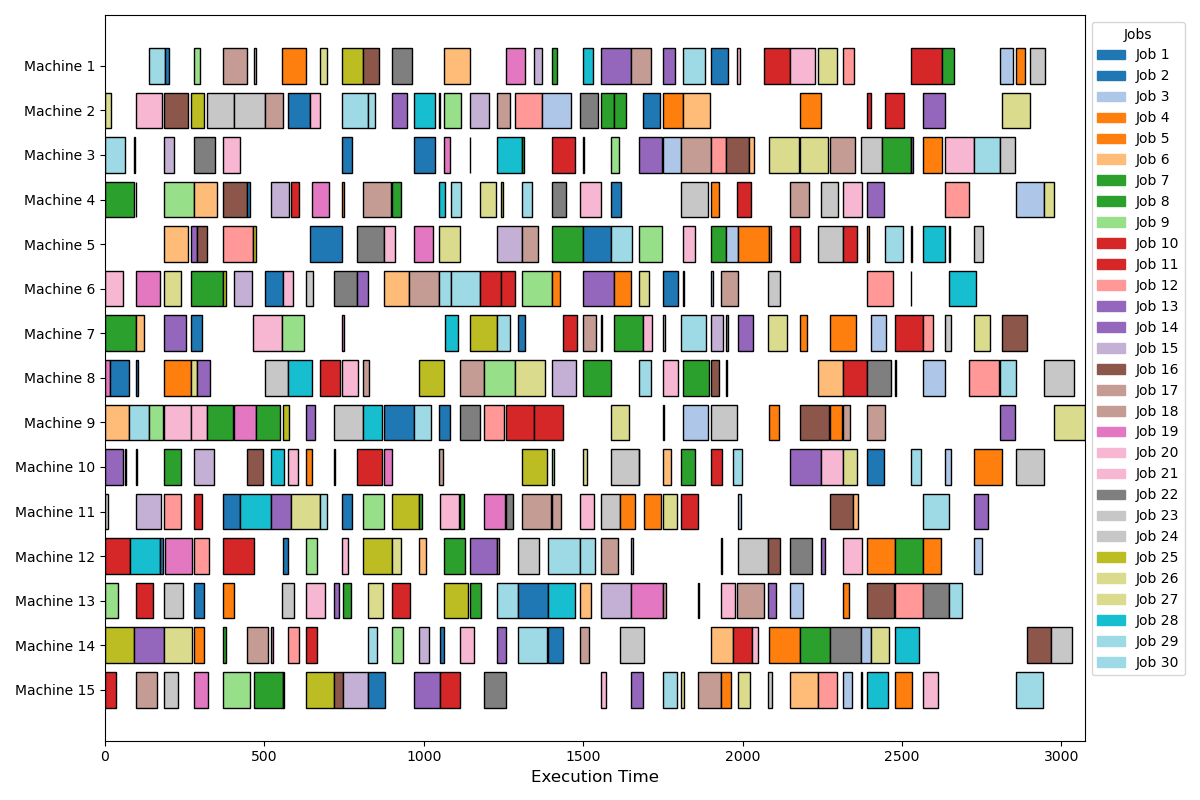 Machine 1
Machine 2
Machine 3
Machine 4
Machine 5
Machine 6
Machine 7
Machine 8
Machine 9
Machine 10
Machine 11
Machine 12
Machine 13
Machine 14
Machine 15
0 500 1000 1500 2000 2500 3000
Execution Time
Jobs
Job 1
Job 2
Job 3
Job 4
Job 5
Job 6
Job 7
Job 8
Job 9
Job 10
Job 11
Job 12
Job 13
Job 14
Job 15
Job 16
Job 17
Job 18
Job 19
Job 20
Job 21
Job 22
Job 23
Job 24
Job 25
Job 26
Job 27
Job 28
Job 29
Job 30